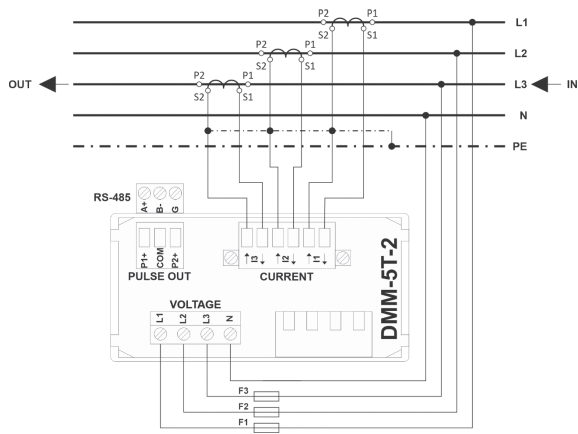 P2 P1 L1
S2 S1
P2 P1 L2
S2 S1
OUT P2 P1 L3 IN
S2 S1
N
PE
RS-485 A+ B- G
P1+ COM P2+
PULSE OUT
↑ I3 ↓ ↑ I2 ↓ ↑ I1 ↓
CURRENT
DMM-5T-2
VOLTAGE
L1 L2 L3 N
F3
F2
F1